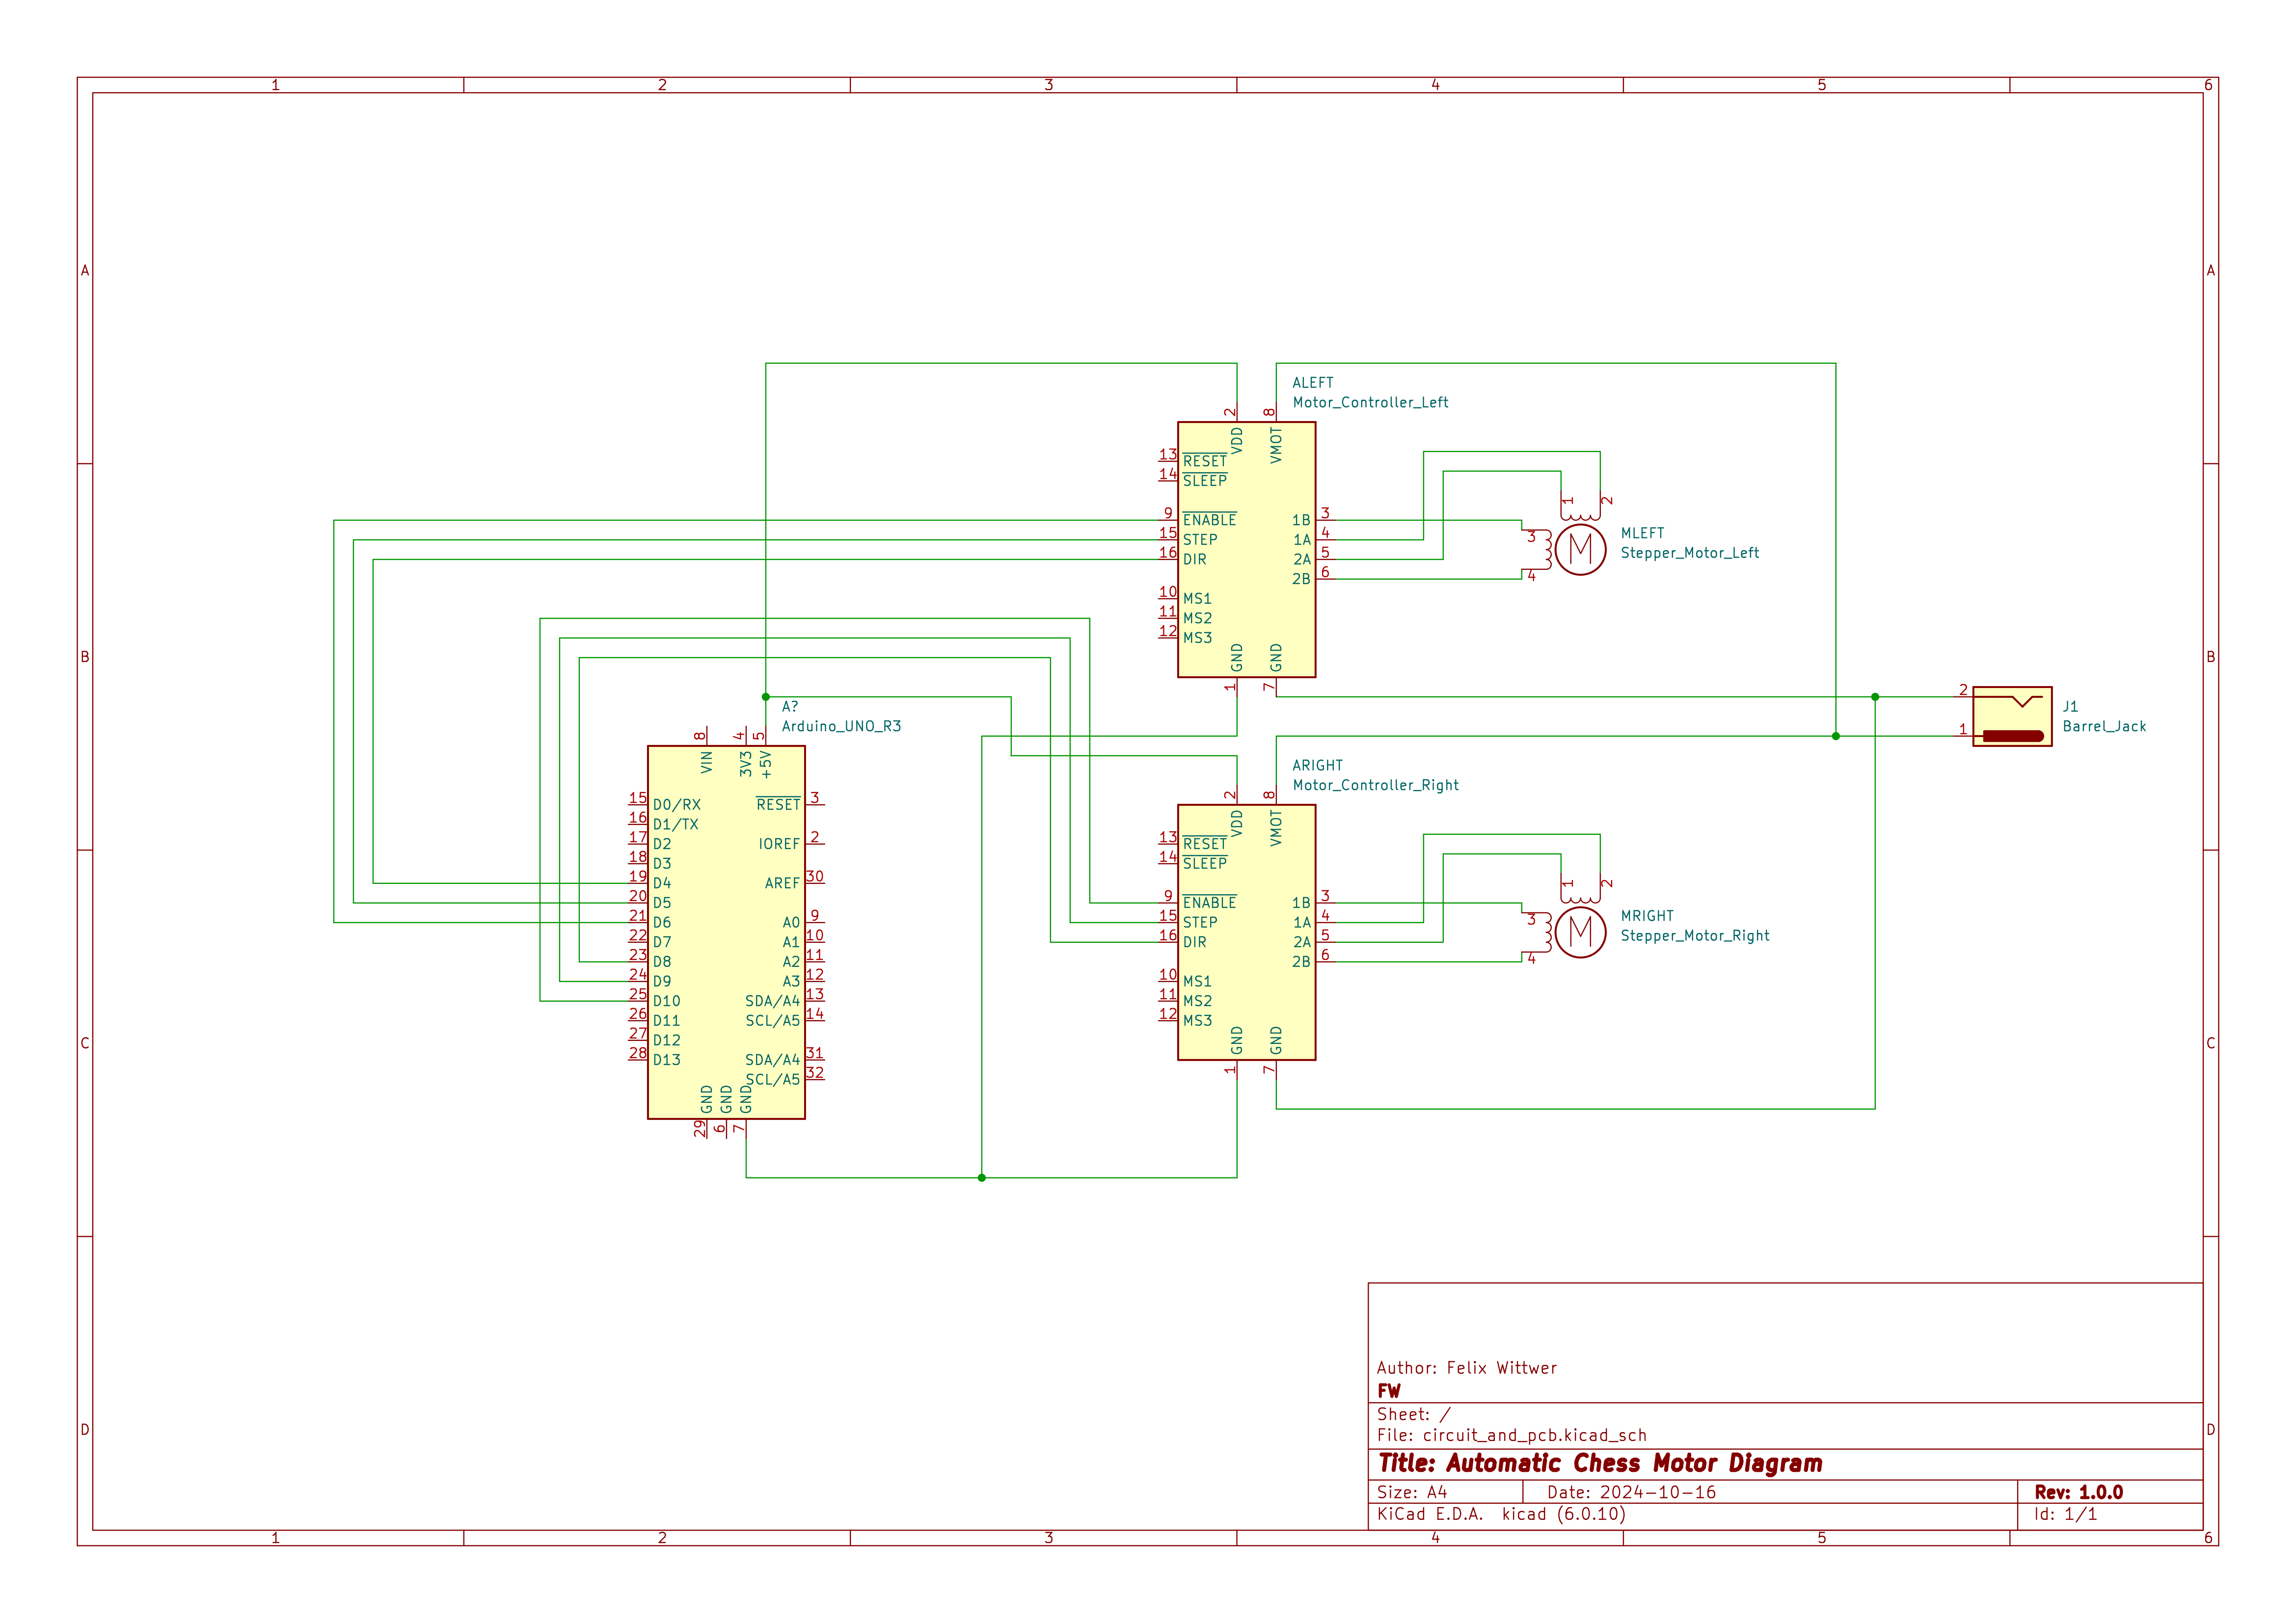 1 2 3 4 5 6
A A
B B
C C
D D
ALEFT
Motor_Controller_Left
2 8
VDD VMOT
13 RESET
14 SLEEP
9 ENABLE 1B 3
15 STEP 1A 4
16 DIR 2A 5
2B 6
10 MS1
11 MS2
12 MS3
GND GND
1 7
1 2
3
4
M
MLEFT
Stepper_Motor_Left
2
1
J1
Barrel_Jack
A?
Arduino_UNO_R3
8 4 5
VIN 3V3 +5V
15 D0/RX RESET 3
16 D1/TX
17 D2 IOREF 2
18 D3
19 D4 AREF 30
20 D5
21 D6 A0 9
22 D7 A1 10
23 D8 A2 11
24 D9 A3 12
25 D10 SDA/A4 13
26 D11 SCL/A5 14
27 D12
28 D13 SDA/A4 31
SCL/A5 32
GND GND GND
29 6 7
ARIGHT
Motor_Controller_Right
2 8
VDD VMOT
13 RESET
14 SLEEP
9 ENABLE 1B 3
15 STEP 1A 4
16 DIR 2A 5
2B 6
10 MS1
11 MS2
12 MS3
GND GND
1 7
1 2
3
4
M
MRIGHT
Stepper_Motor_Right
Author: Felix Wittwer
FW
Sheet: /
File: circuit_and_pcb.kicad_sch
Title: Automatic Chess Motor Diagram
Size: A4 Date: 2024-10-16 Rev: 1.0.0
KiCad E.D.A. kicad (6.0.10) Id: 1/1
1 2 3 4 5 6